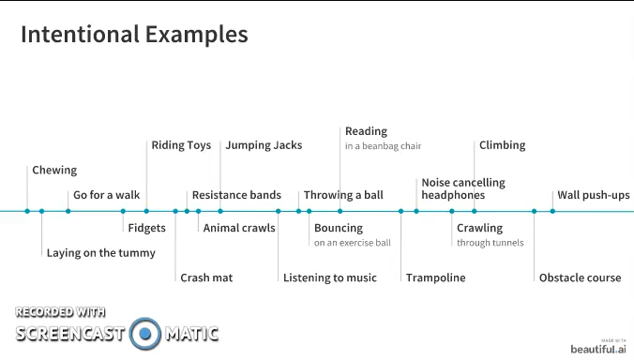 Intentional Examples
Reading
in a beanbag chair
Riding Toys
Jumping Jacks
Climbing
Chewing
Noise cancelling
headphones
Go for a walk
Resistance bands
Throwing a ball
Wall push-ups
Fidgets
Animal crawls
Bouncing
on an exercise ball
Crawling
through tunnels
Laying on the tummy
Crash mat
Listening to music
Trampoline
Obstacle course
RECORDED WITH
SCREENCAST MATIC
MADE WITH
beautiful.ai